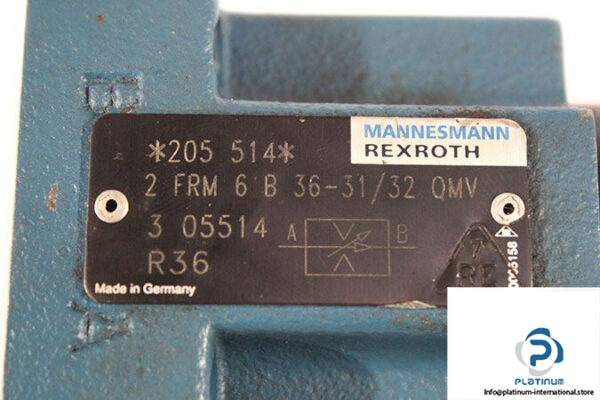 B
MANNESMANN
REXROTH
*205 514*
2 FRM 6 B 36-31/32 QMV
3 05514
A B
R36
Made in Germany
7
RE
A
PLATINUM
Info@platinum-international.store